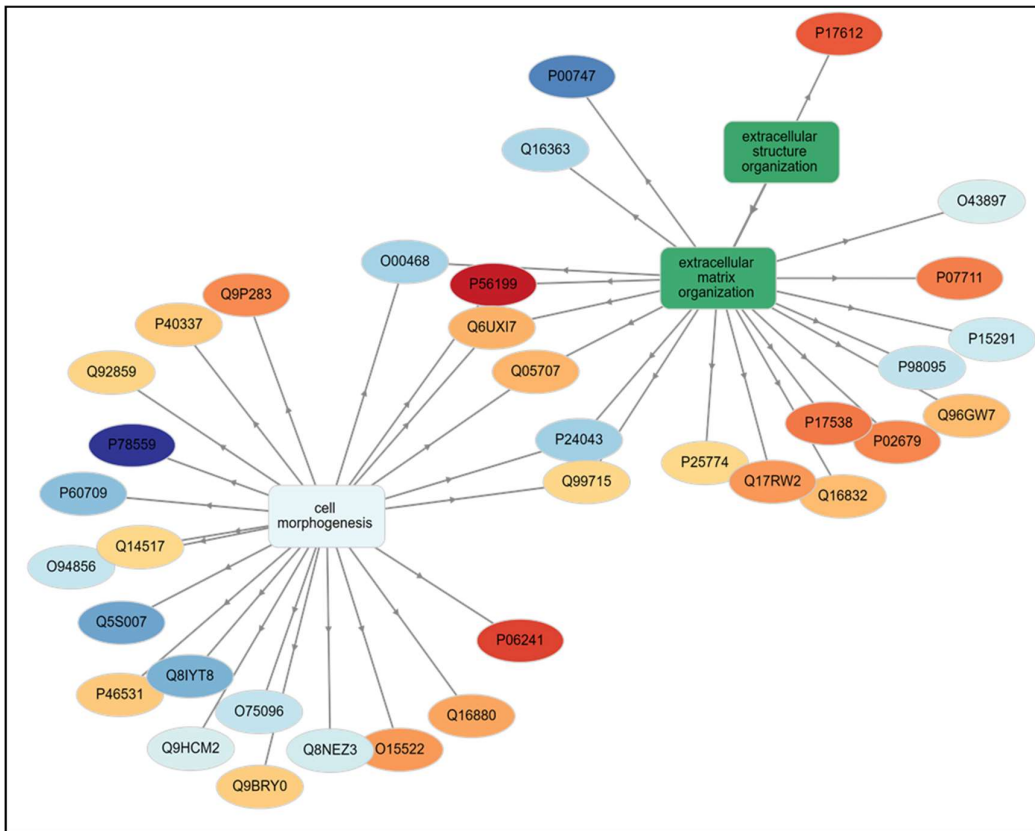 P17612
P00747
extracellular
structure
organization
Q16363
O43897
O00468
extracellular
matrix
organization
P56199
P07711
Q9P283
P40337
Q6UXI7
P15291
Q92859
Q05707
P98095
Q96GW7
P78559
P24043
P17538
P02679
P25774
Q99715
Q17RW2
Q16832
P60709
cell
morphogenesis
Q14517
O94856
Q5S007
P06241
Q8IYT8
P46531
O75096
Q16880
Q9HCM2
Q8NEZ3
O15522
Q9BRY0